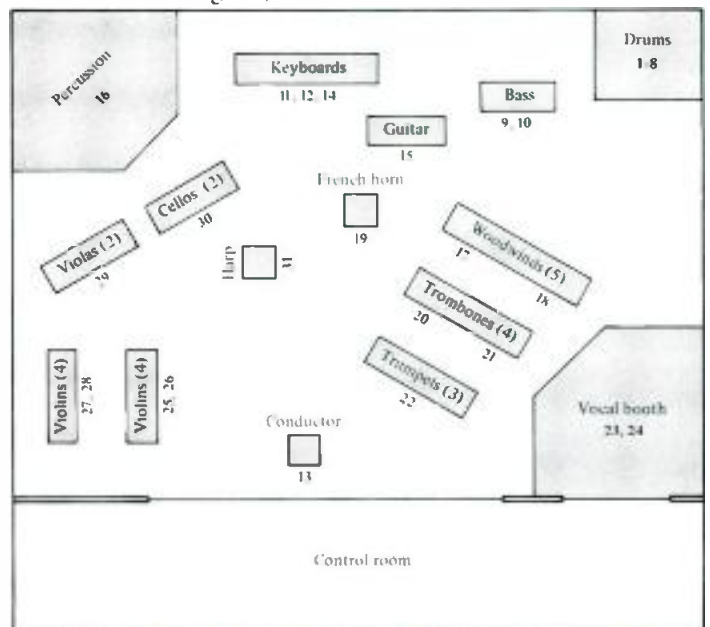 Percussion
16
Keyboards
11, 12, 14
Drums
1-8
Bass
9, 10
Guitar
15
French horn
19
Cellos (2)
30
Violas (2)
29
Harp
31
Woodwinds (5)
17
18
Trombones (4)
20
21
Trumpets (3)
22
Violins (4)
27, 28
Violins (4)
25, 26
Conductor
13
Vocal booth
23, 24
Control room